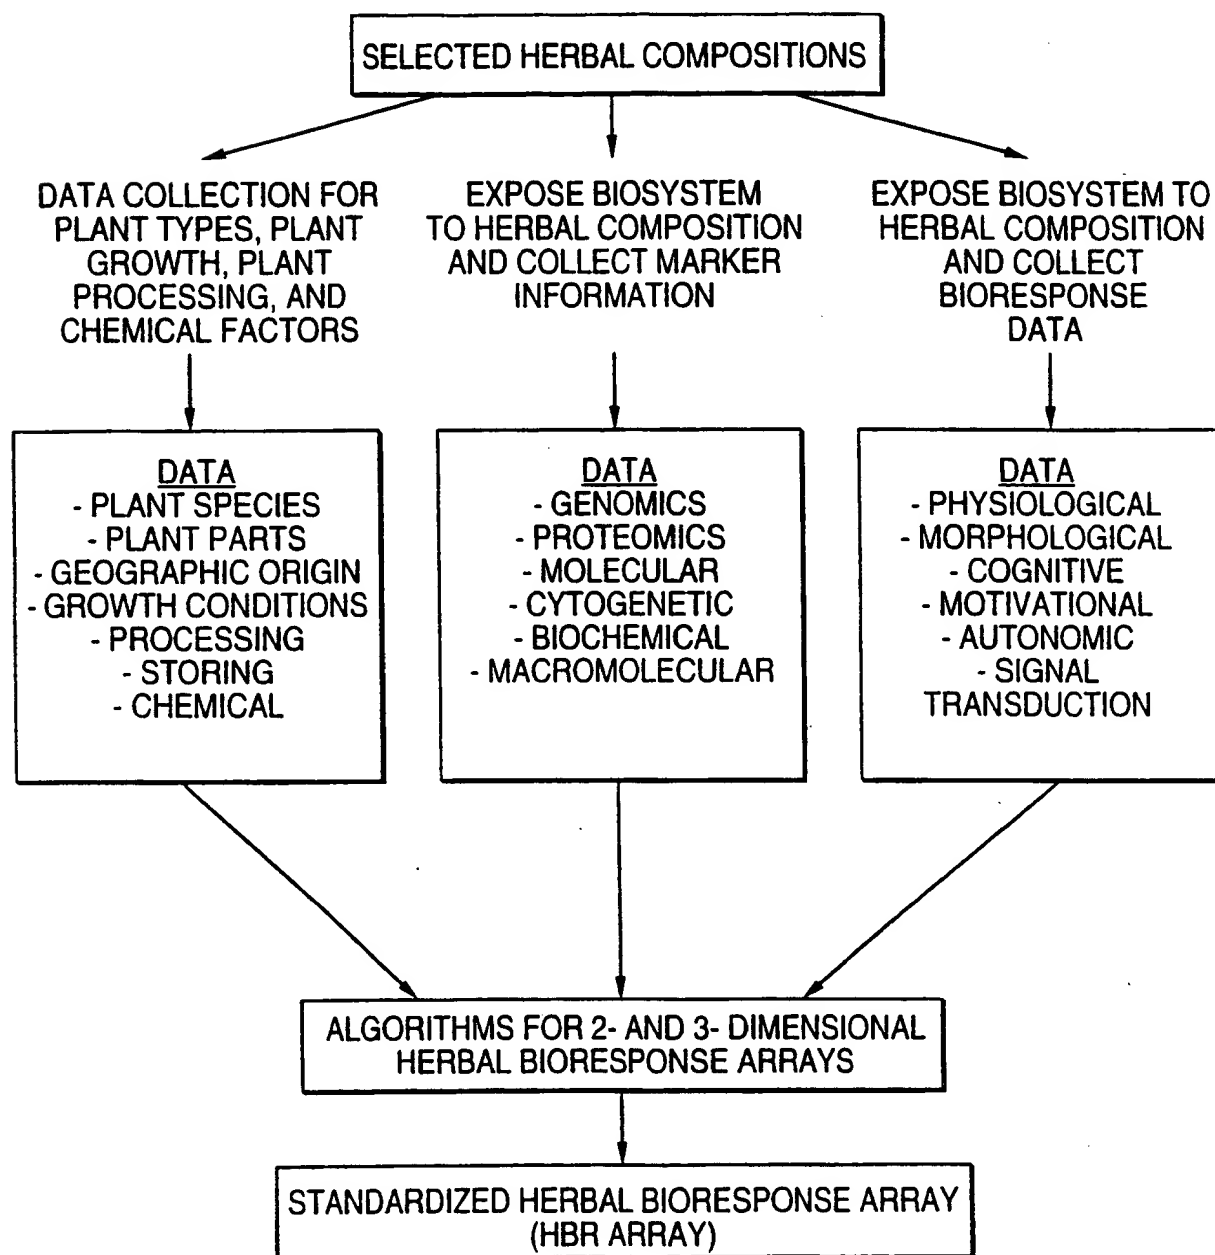 SELECTED HERBAL COMPOSITIONS
DATA COLLECTION FOR
PLANT TYPES, PLANT
GROWTH, PLANT
PROCESSING, AND
CHEMICAL FACTORS
EXPOSE BIOSYSTEM
TO HERBAL COMPOSITION
AND COLLECT MARKER
INFORMATION
EXPOSE BIOSYSTEM TO
HERBAL COMPOSITION
AND COLLECT
BIORESPONSE
DATA
DATA
- PLANT SPECIES
- PLANT PARTS
- GEOGRAPHIC ORIGIN
- GROWTH CONDITIONS
- PROCESSING
- STORING
- CHEMICAL
DATA
- GENOMICS
- PROTEOMICS
- MOLECULAR
- CYTOGENETIC
- BIOCHEMICAL
- MACROMOLECULAR
DATA
- PHYSIOLOGICAL
- MORPHOLOGICAL
- COGNITIVE
- MOTIVATIONAL
- AUTONOMIC
- SIGNAL
TRANSDUCTION
ALGORITHMS FOR 2- AND 3- DIMENSIONAL
HERBAL BIORESPONSE ARRAYS
STANDARDIZED HERBAL BIORESPONSE ARRAY
(HBR ARRAY)